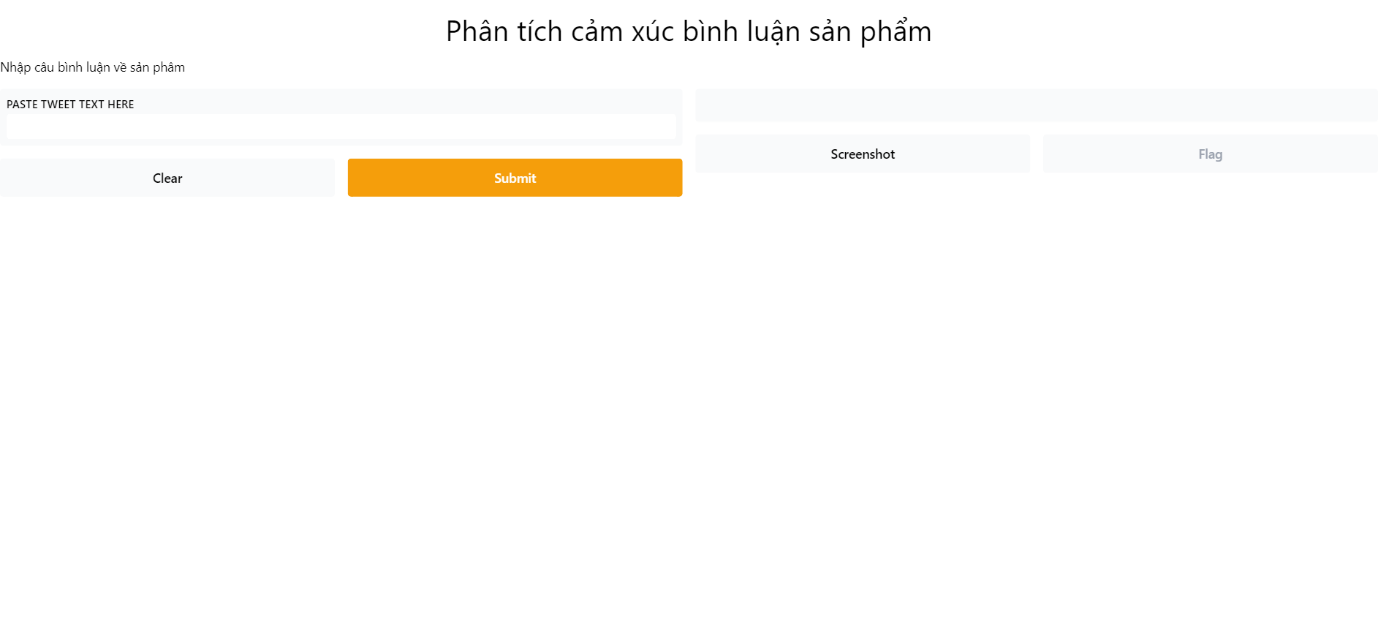 Phân tích cảm xúc bình luận sản phẩm
Nhập câu bình luận về sản phẩm
PASTE TWEET TEXT HERE
Clear
Submit
Screenshot
Flag